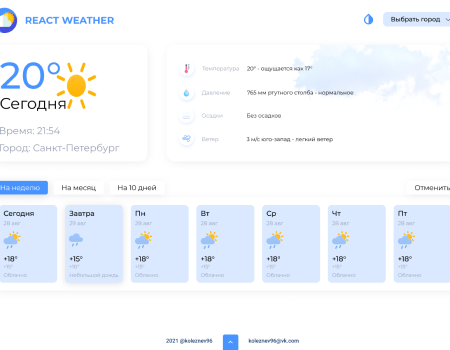 REACT WEATHER
Выбрать город
20°
Сегодня
Время: 21:54
Город: Санкт-Петербург
Температура 20° - ощущается как 17°
Давление 765 мм ртутного столба - нормальное
Осадки Без осадков
Ветер 3 м/с юго-запад - легкий ветер
На неделю На месяц На 10 дней Отменить
Сегодня Завтра Пн Вт Ср Чт Пт
28 авг 29 авг 28 авг 28 авг 28 авг 28 авг 28 авг
+18° +15° +18° +18° +18° +18° +18°
+15° +15° +15° +15° +15° +15°
Облачно небольшой дождь Облачно Облачно Облачно Облачно Облачно
2021 @koleznev96 koleznev96@vk.com